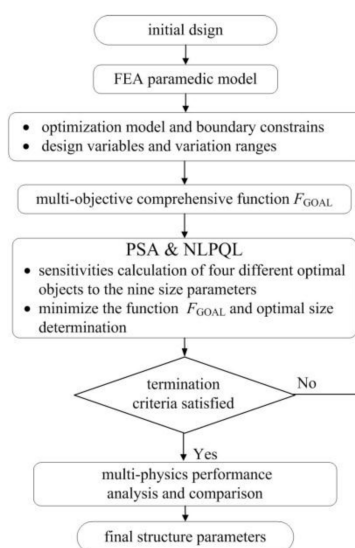 initial dsign
FEA paramedic model
• optimization model and boundary constrains
• design variables and variation ranges
multi-objective comprehensive function F_GOAL
PSA & NLPQL
• sensitivities calculation of four different optimal
objects to the nine size parameters
• minimize the function F_GOAL and optimal size
determination
termination
criteria satisfied
No
Yes
multi-physics performance
analysis and comparison
final structure parameters